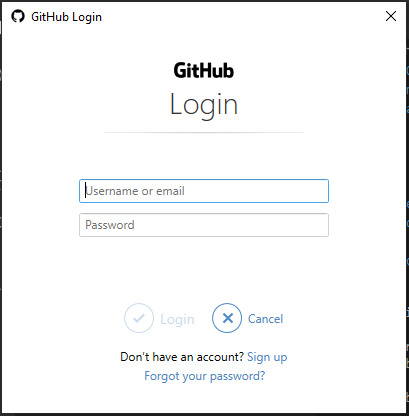 GitHub Login
GitHub
Login
Username or email
Password
Login Cancel
Don't have an account? Sign up
Forgot your password?